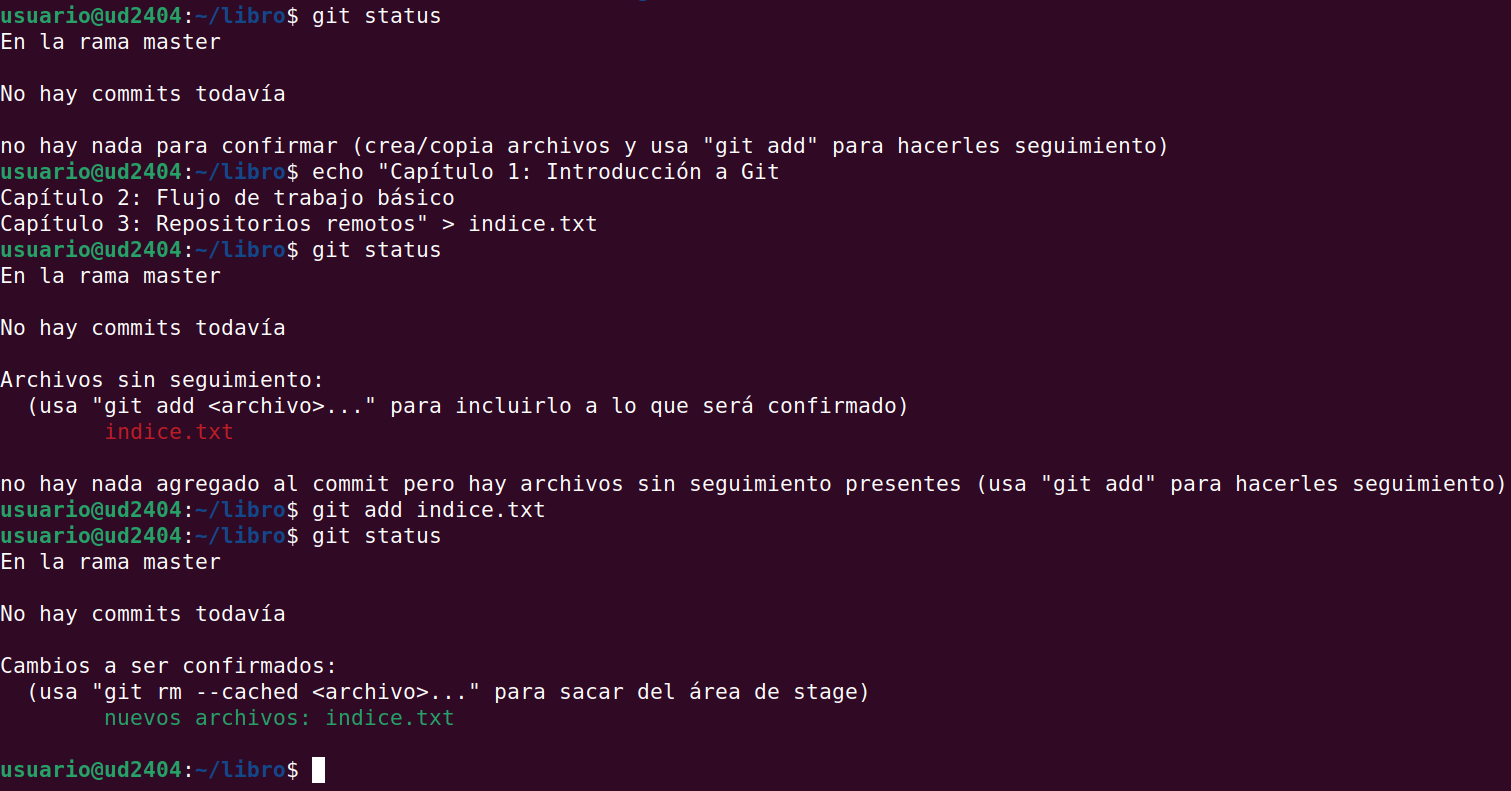 usuario@ud2404:~/libro$ git status
En la rama master
No hay commits todavía
no hay nada para confirmar (crea/copia archivos y usa "git add" para hacerles seguimiento)
usuario@ud2404:~/libro$ echo "Capítulo 1: Introducción a Git
Capítulo 2: Flujo de trabajo básico
Capítulo 3: Repositorios remotos" > indice.txt
usuario@ud2404:~/libro$ git status
En la rama master
No hay commits todavía
Archivos sin seguimiento:
  (usa "git add <archivo>..." para incluirlo a lo que será confirmado)
        indice.txt
no hay nada agregado al commit pero hay archivos sin seguimiento presentes (usa "git add" para hacerles seguimiento)
usuario@ud2404:~/libro$ git add indice.txt
usuario@ud2404:~/libro$ git status
En la rama master
No hay commits todavía
Cambios a ser confirmados:
  (usa "git rm --cached <archivo>..." para sacar del área de stage)
        nuevos archivos: indice.txt
usuario@ud2404:~/libro$